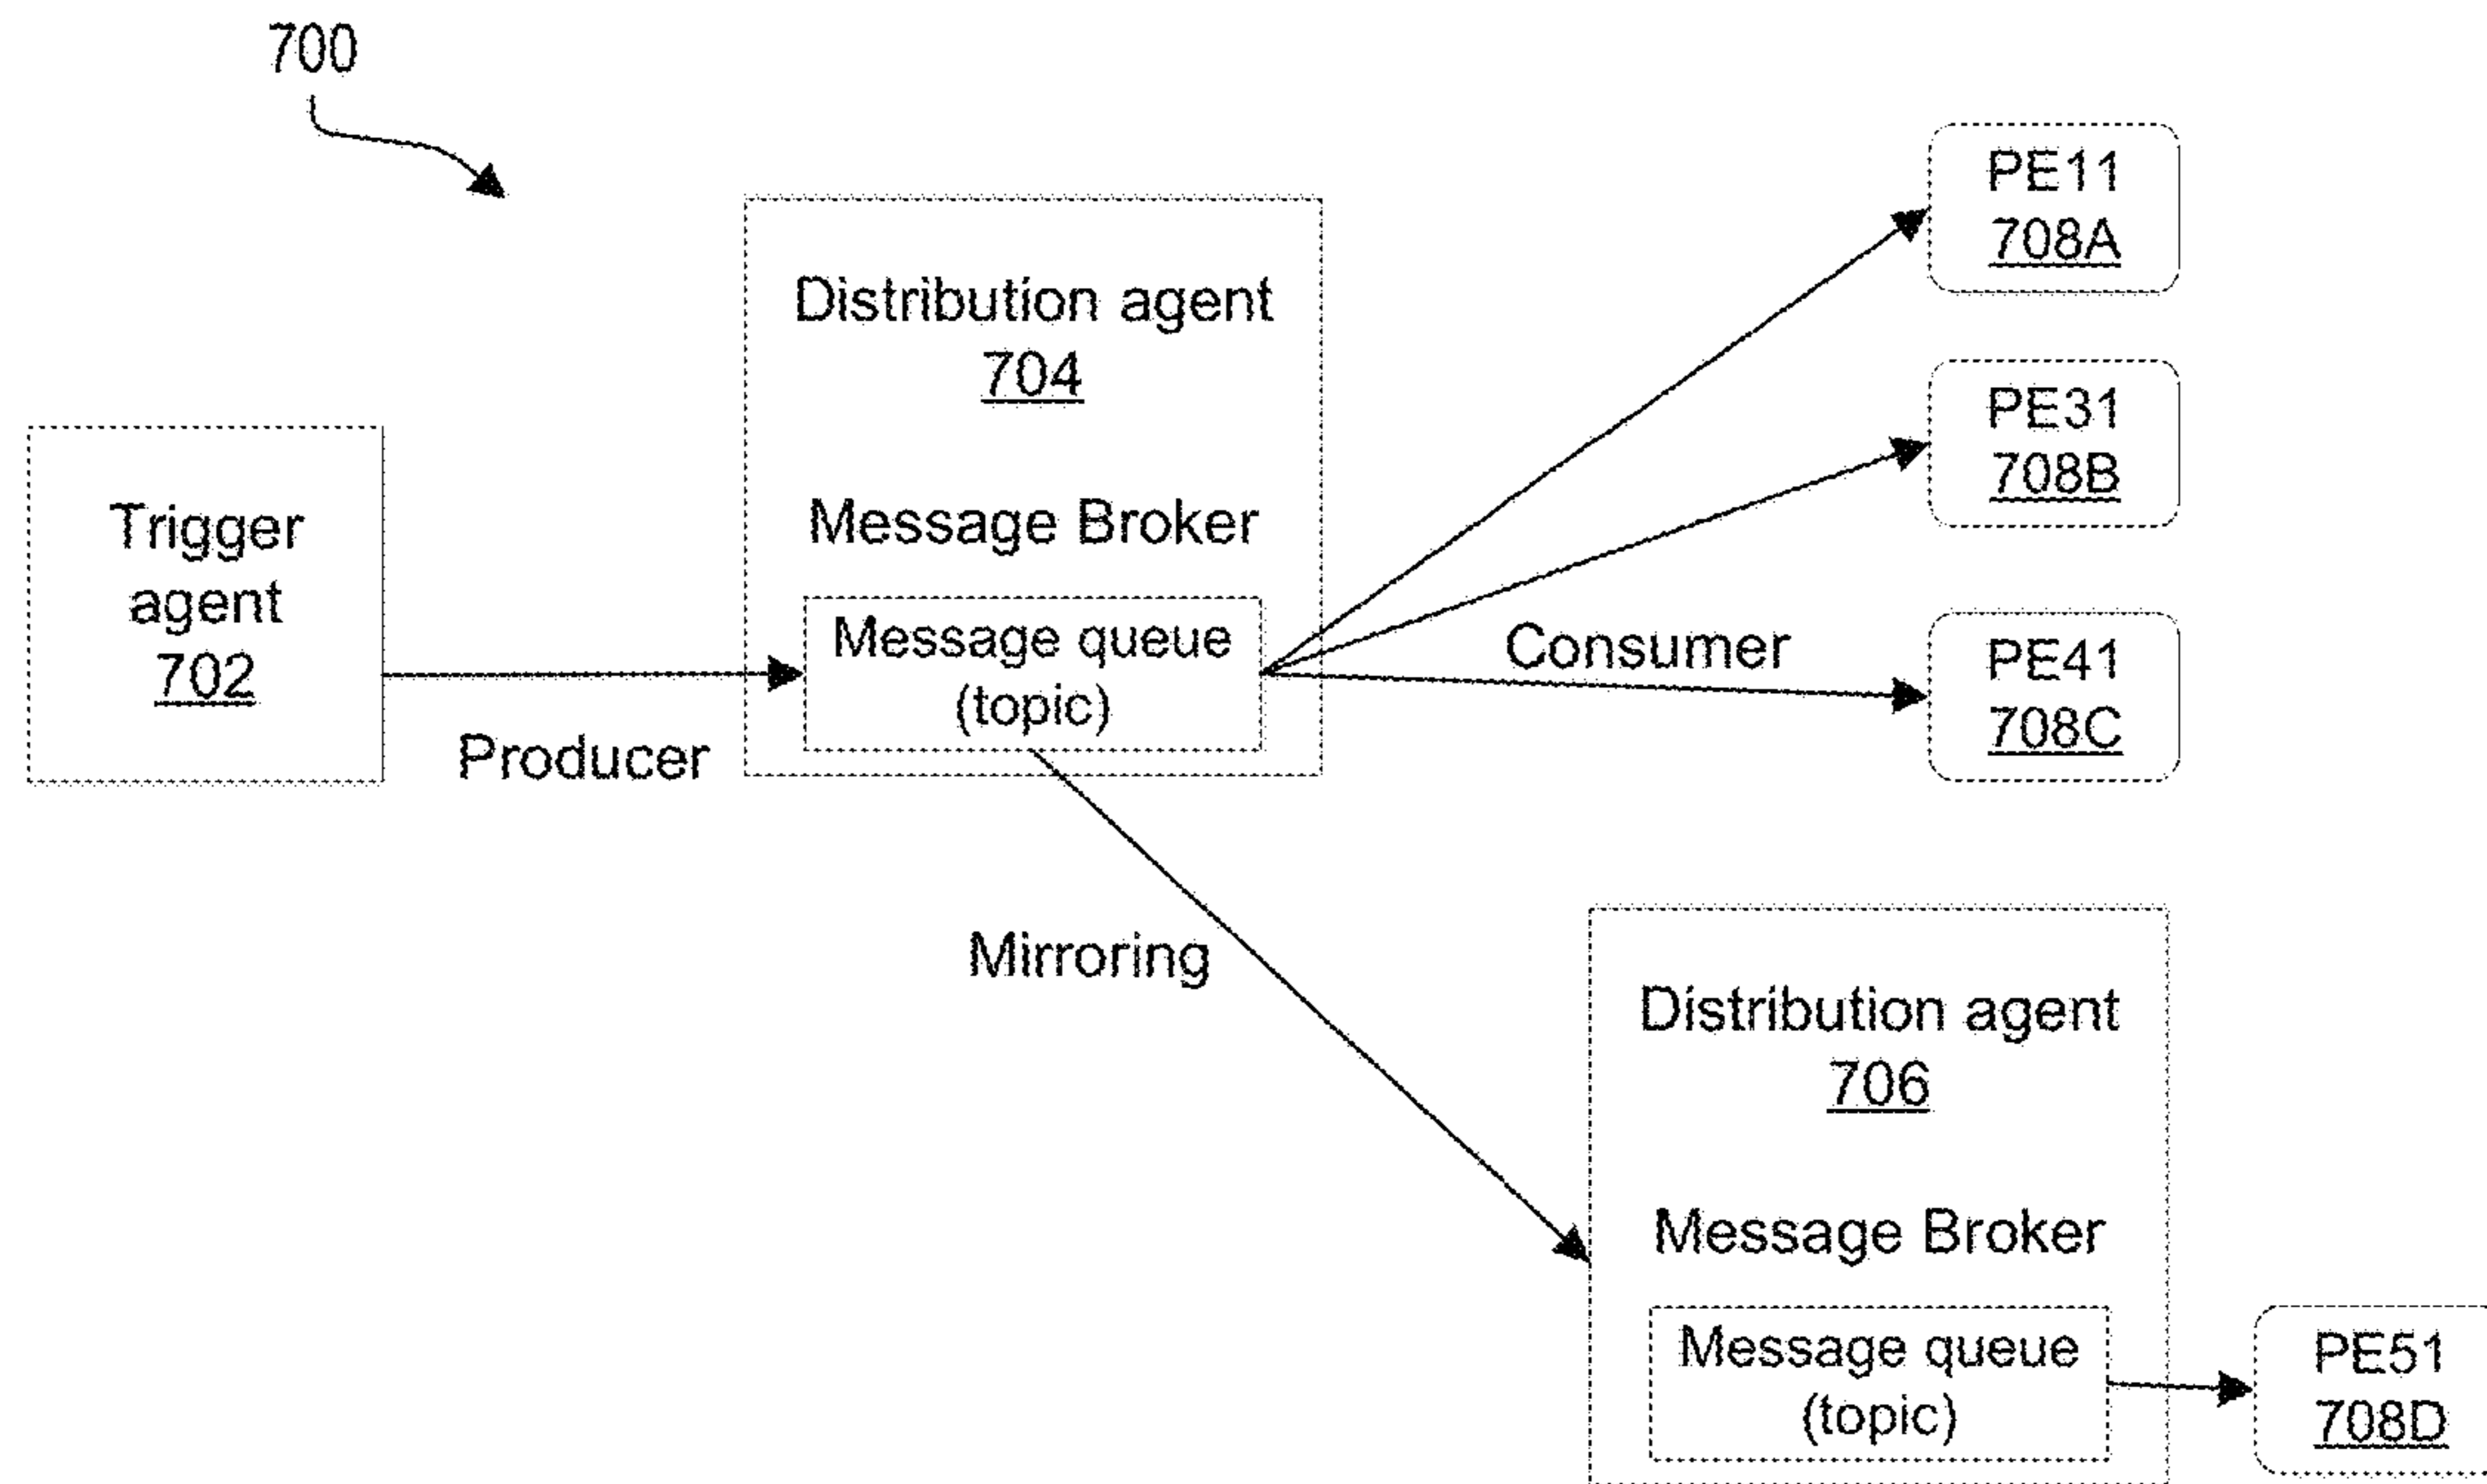 700
PE11
708A
Distribution agent
704
PE31
708B
Message Broker
Trigger
agent
702
Message queue
(topic)
Consumer
PE41
708C
Producer
Mirroring
Distribution agent
706
Message Broker
Message queue
(topic)
PE51
708D